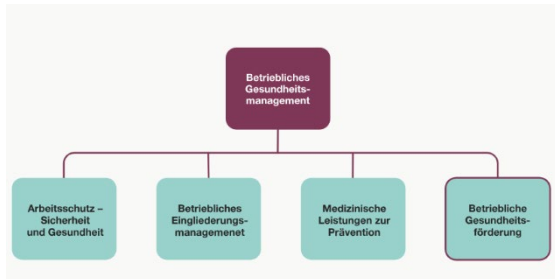 Betriebliches
Gesundheits-
management
Arbeitsschutz –
Sicherheit
und Gesundheit
Betriebliches
Eingliederungs-
managemenet
Medizinische
Leistungen zur
Prävention
Betriebliche
Gesundheits-
förderung